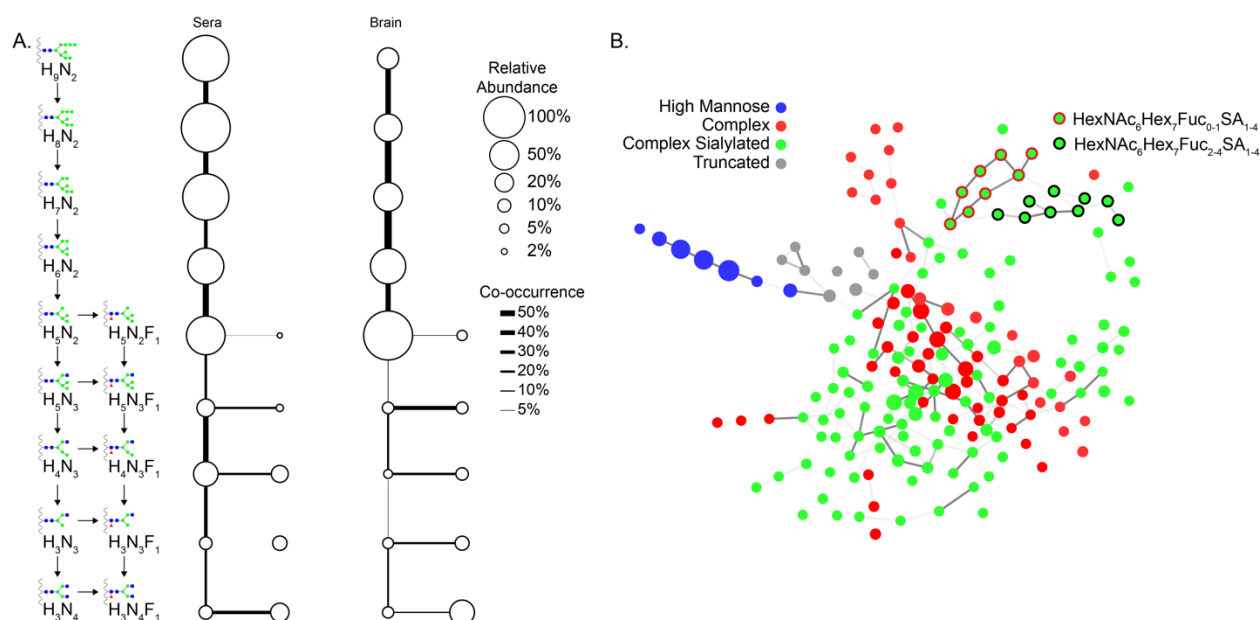 A.
Sera
Brain
B.
H₉N₂
H₈N₂
H₇N₂
H₆N₂
H₅N₂
H₅N₂F₁
H₅N₃
H₅N₃F₁
H₄N₃
H₄N₃F₁
H₃N₃
H₃N₃F₁
H₃N₄
H₃N₄F₁
Relative
Abundance
100%
50%
20%
10%
5%
2%
Co-occurrence
50%
40%
30%
20%
10%
5%
High Mannose
Complex
Complex Sialylated
Truncated
HexNAc₆Hex₇Fuc₀₋₁SA₁₋₄
HexNAc₆Hex₇Fuc₂₋₄SA₁₋₄